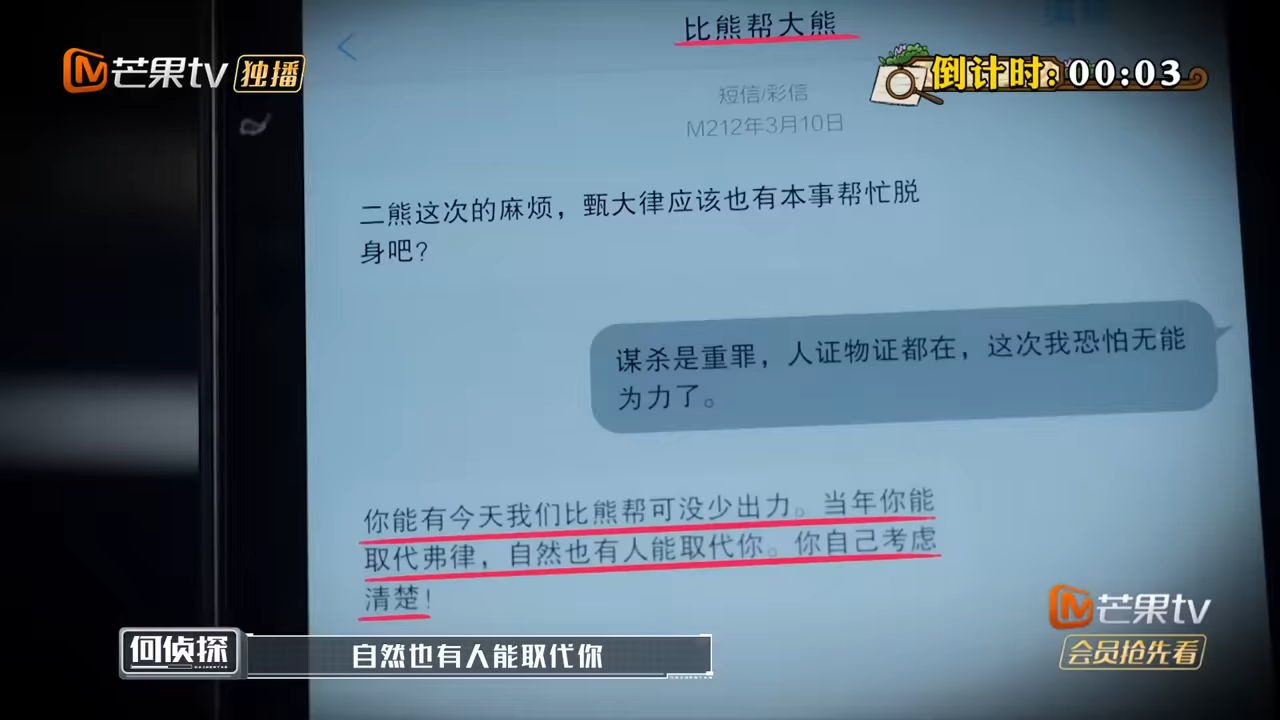 比熊帮大熊
芒果tv 独播
倒计时: 00:03
短信/彩信
M212年3月10日
二熊这次的麻烦，甄大律应该也有本事帮忙脱
身吧？
谋杀是重罪，人证物证都在，这次我恐怕无能
为力了。
你能有今天我们比熊帮可没少出力。当年你能
取代弗律，自然也有人能取代你。你自己考虑
清楚！
芒果tv
会员抢先看
何侦探
自然也有人能取代你